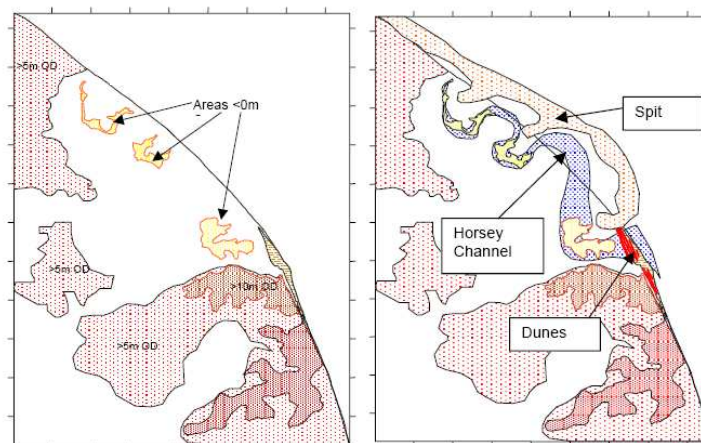 >5m OD
Areas <0m
>5m OD
>10m OD
>5m OD
Spit
Horsey
Channel
Dunes